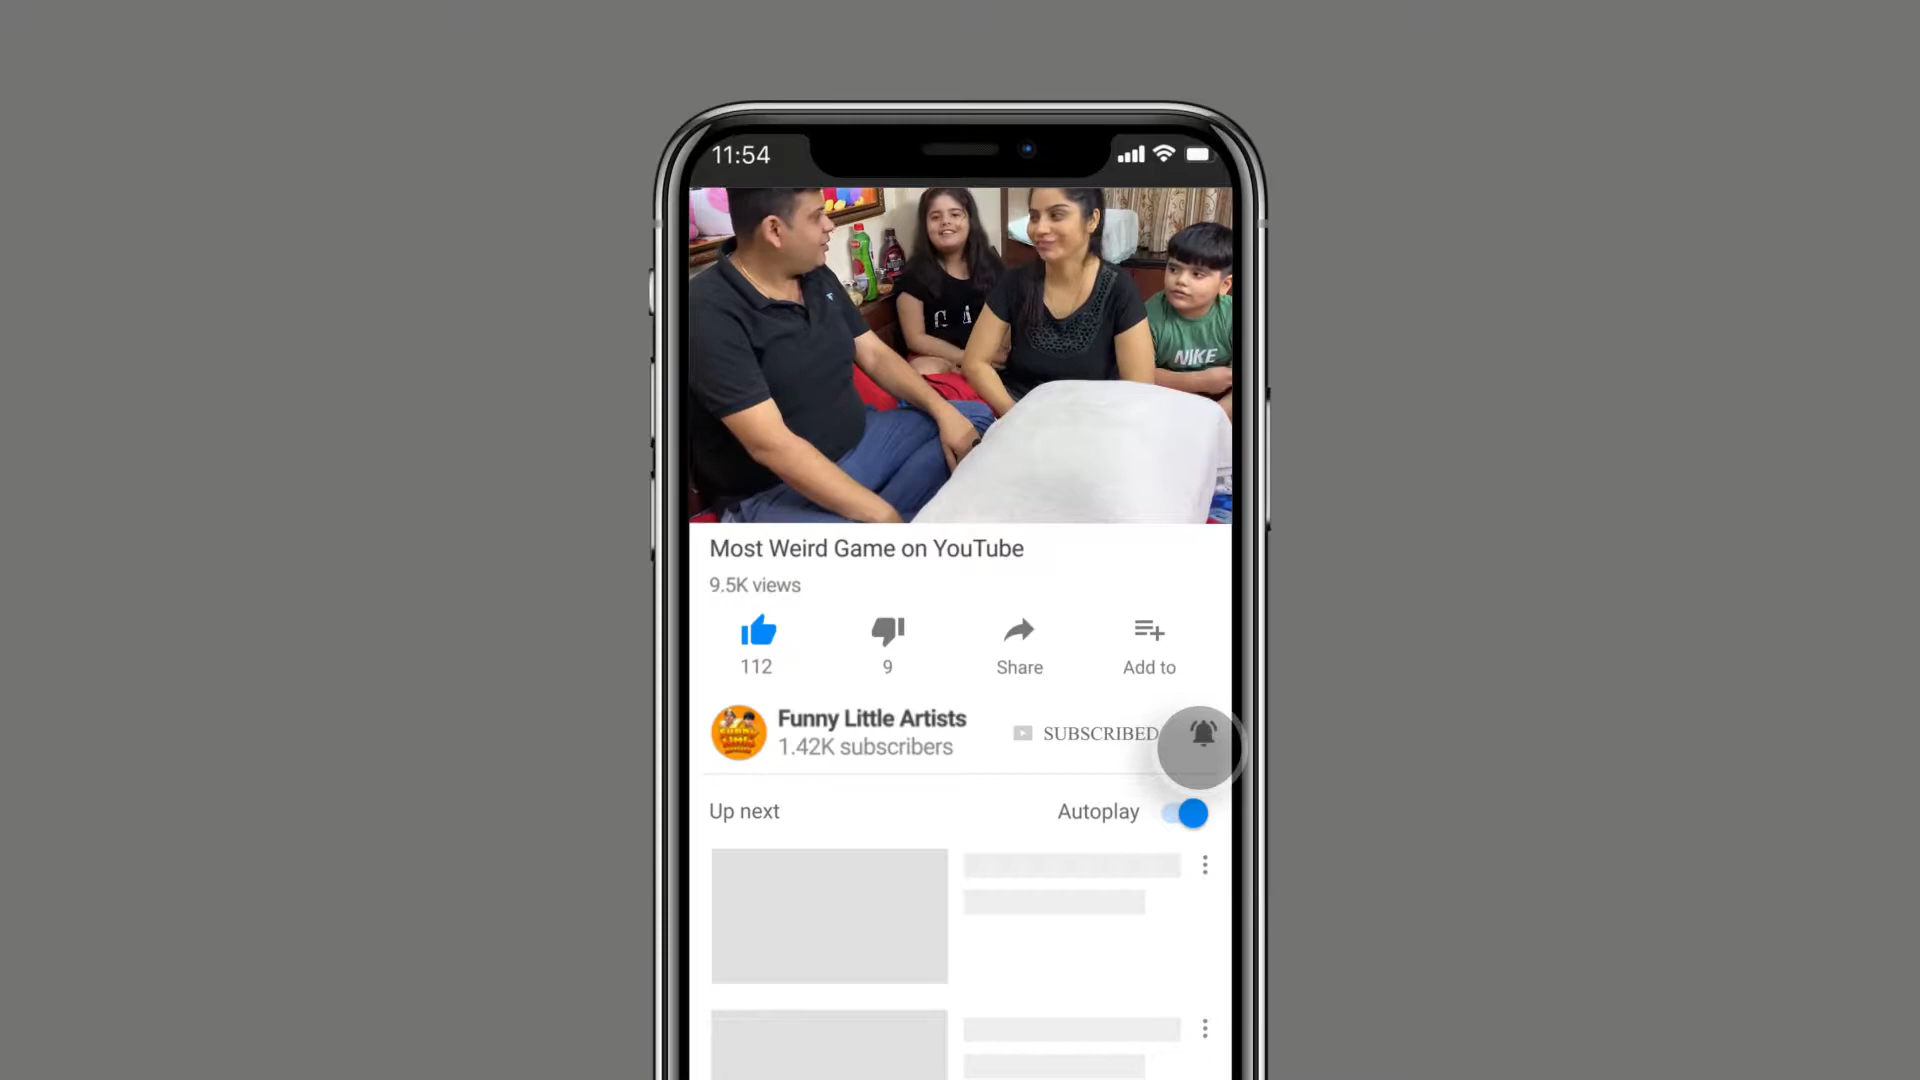 11:54
NIKE
Most Weird Game on YouTube
9.5K views
112
9
Share
Add to
Funny Little Artists
1.42K subscribers
SUBSCRIBED
Up next
Autoplay